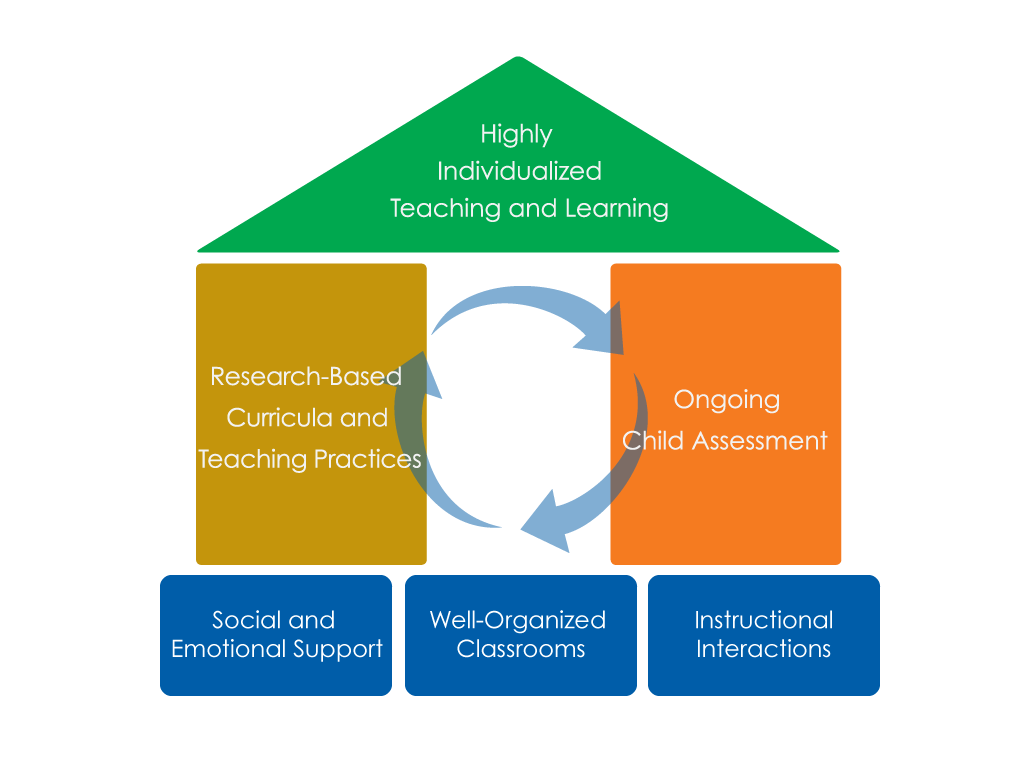 Highly
Individualized
Teaching and Learning
Research-Based
Curricula and
Teaching Practices
Ongoing
Child Assessment
Social and
Emotional Support
Well-Organized
Classrooms
Instructional
Interactions